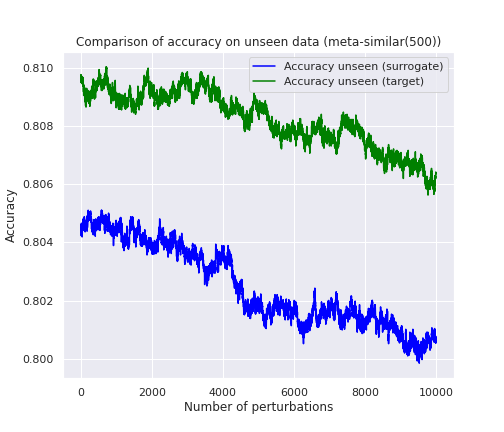 Comparison of accuracy on unseen data (meta-similar(500))
Accuracy unseen (surrogate)
Accuracy unseen (target)
0.810
0.808
0.806
0.804
0.802
0.800
Accuracy
0
2000
4000
6000
8000
10000
Number of perturbations